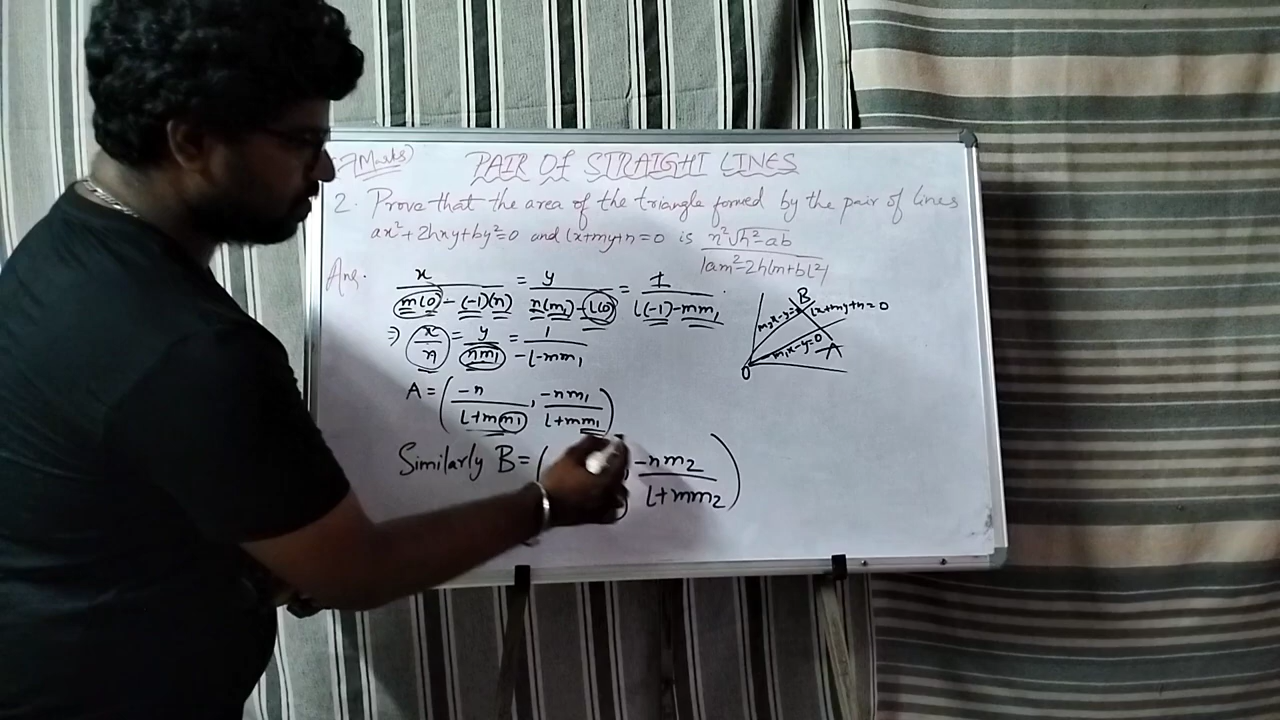 7 Marks)
PAIR OF STRAIGHT LINES
2. Prove that the area of the triangle formed by the pair of lines
ax²+2hxy+by²=0 and lx+my+n=0 is n²√h²-ab / |am²-2hlm+bl²|
Ans.
x / m(0) - (-1)(n) = y / n(m₁) - l(0) = 1 / l(-1) - mm₁
⇒ x/n = y/nm₁ = 1/-l-mm₁
A = (-n / l+mm₁, -nm₁ / l+mm₁)
Similarly B = ( -nm₂ / l+mm₂)
B
m₂x-y=0
lx+my+n=0
m₁x-y=0
A
O